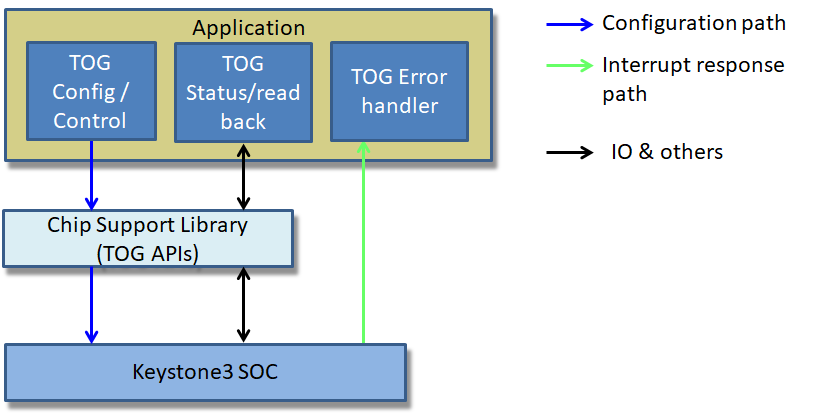 Application
TOG
Config /
Control
TOG
Status/read
back
TOG Error
handler
Chip Support Library
(TOG APIs)
Keystone3 SOC
Configuration path
Interrupt response
path
IO & others